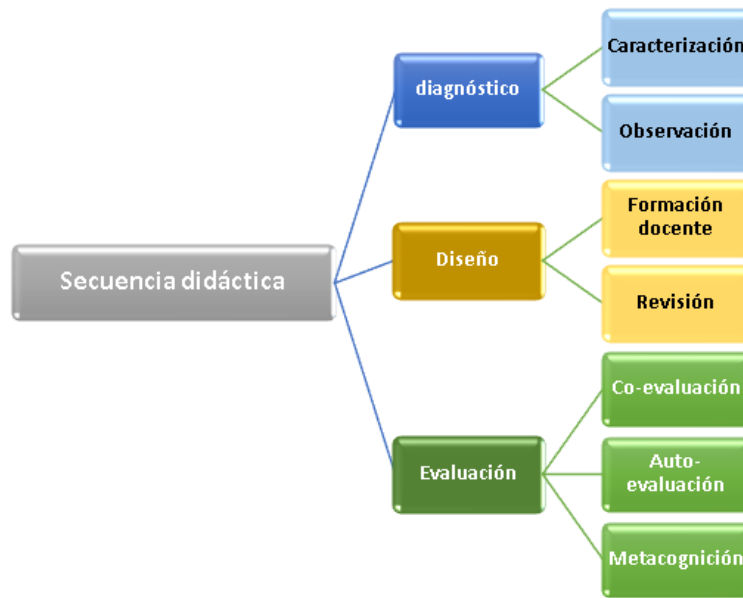 Secuencia didáctica
diagnóstico
Caracterización
Observación
Diseño
Formación
docente
Revisión
Evaluación
Co-evaluación
Auto-
evaluación
Metacognición